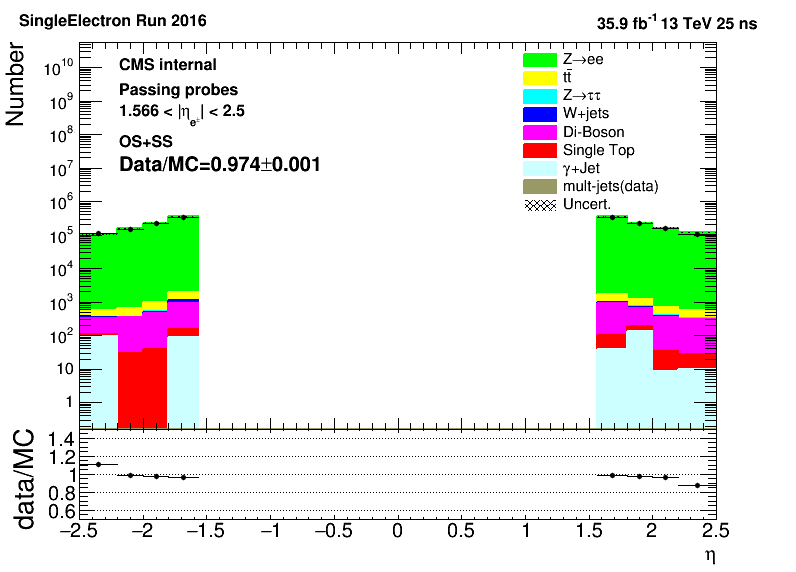 SingleElectron Run 2016
35.9 fb⁻¹ 13 TeV 25 ns
Number
CMS internal
Passing probes
1.566 < |η_e±| < 2.5
OS+SS
Data/MC=0.974±0.001
Z→ee
tt̄
Z→ττ
W+jets
Di-Boson
Single Top
γ+Jet
mult-jets(data)
Uncert.
10¹⁰
10⁹
10⁸
10⁷
10⁶
10⁵
10⁴
10³
10²
10
1
data/MC
1.4
1.2
1
0.8
0.6
−2.5 −2 −1.5 −1 −0.5 0 0.5 1 1.5 2 2.5
η